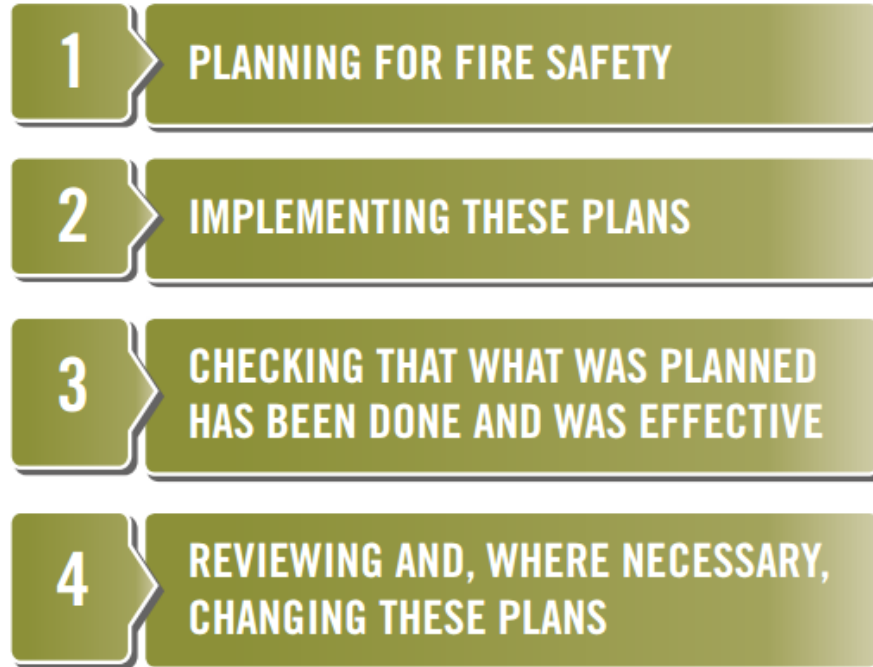 1
PLANNING FOR FIRE SAFETY
2
IMPLEMENTING THESE PLANS
3
CHECKING THAT WHAT WAS PLANNED
HAS BEEN DONE AND WAS EFFECTIVE
4
REVIEWING AND, WHERE NECESSARY,
CHANGING THESE PLANS